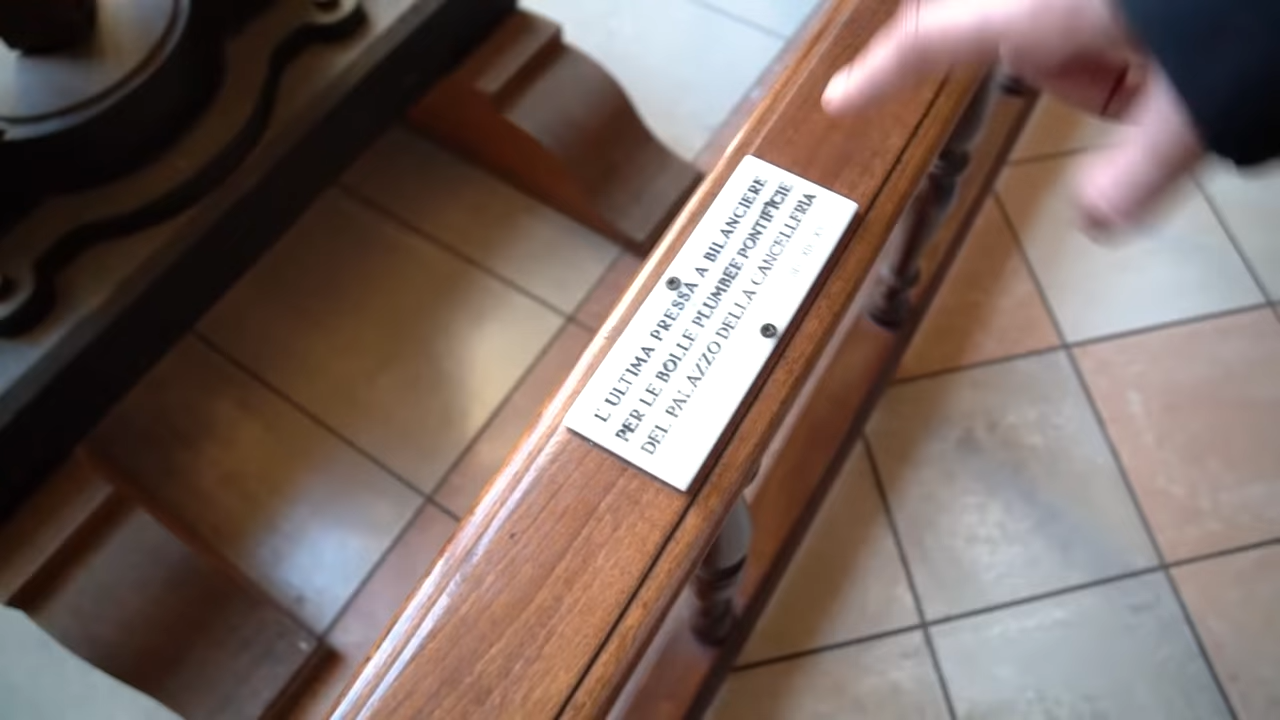 L'ULTIMA PRESSA A BILANCIERE
PER LE BOLLE PLUMBEE PONTIFICIE
DEL PALAZZO DELLA CANCELLERIA